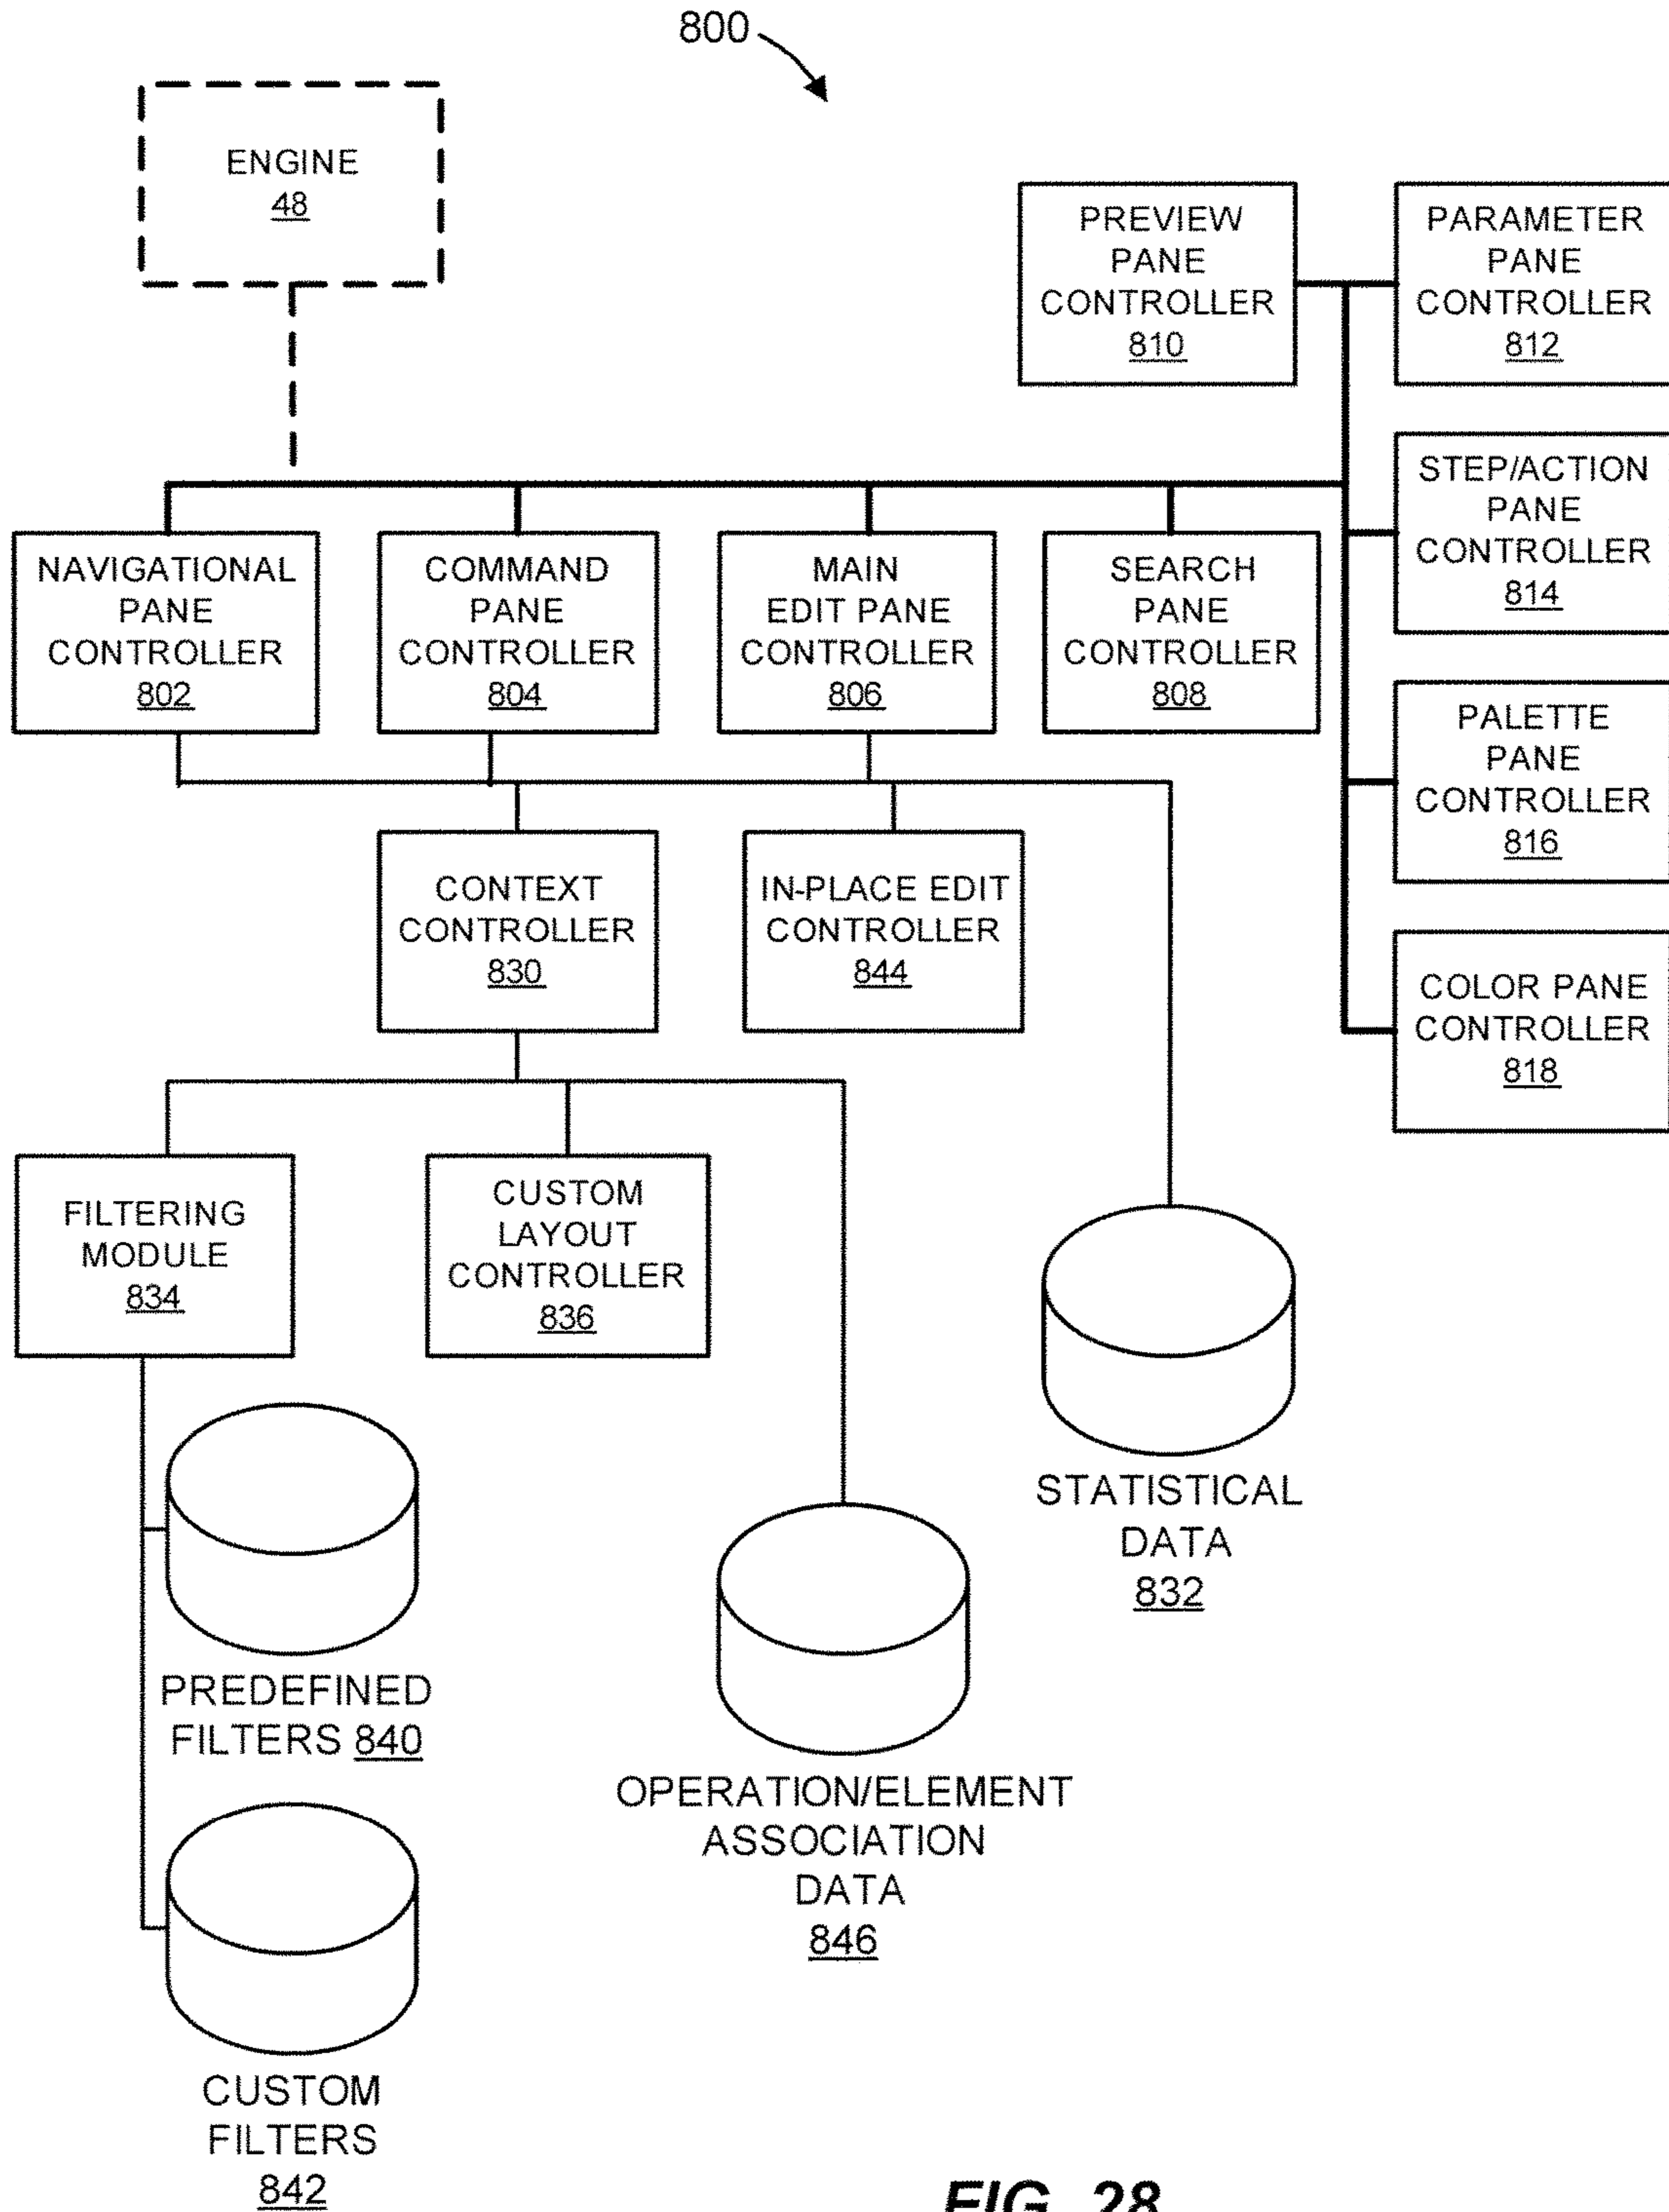 800
ENGINE
48
PREVIEW
PANE
CONTROLLER
810
PARAMETER
PANE
CONTROLLER
812
STEP/ACTION
PANE
CONTROLLER
814
NAVIGATIONAL
PANE
CONTROLLER
802
COMMAND
PANE
CONTROLLER
804
MAIN
EDIT PANE
CONTROLLER
806
SEARCH
PANE
CONTROLLER
808
PALETTE
PANE
CONTROLLER
816
CONTEXT
CONTROLLER
830
IN-PLACE EDIT
CONTROLLER
844
COLOR PANE
CONTROLLER
818
FILTERING
MODULE
834
CUSTOM
LAYOUT
CONTROLLER
836
STATISTICAL
DATA
832
PREDEFINED
FILTERS 840
OPERATION/ELEMENT
ASSOCIATION
DATA
846
CUSTOM
FILTERS
842
FIG. 28